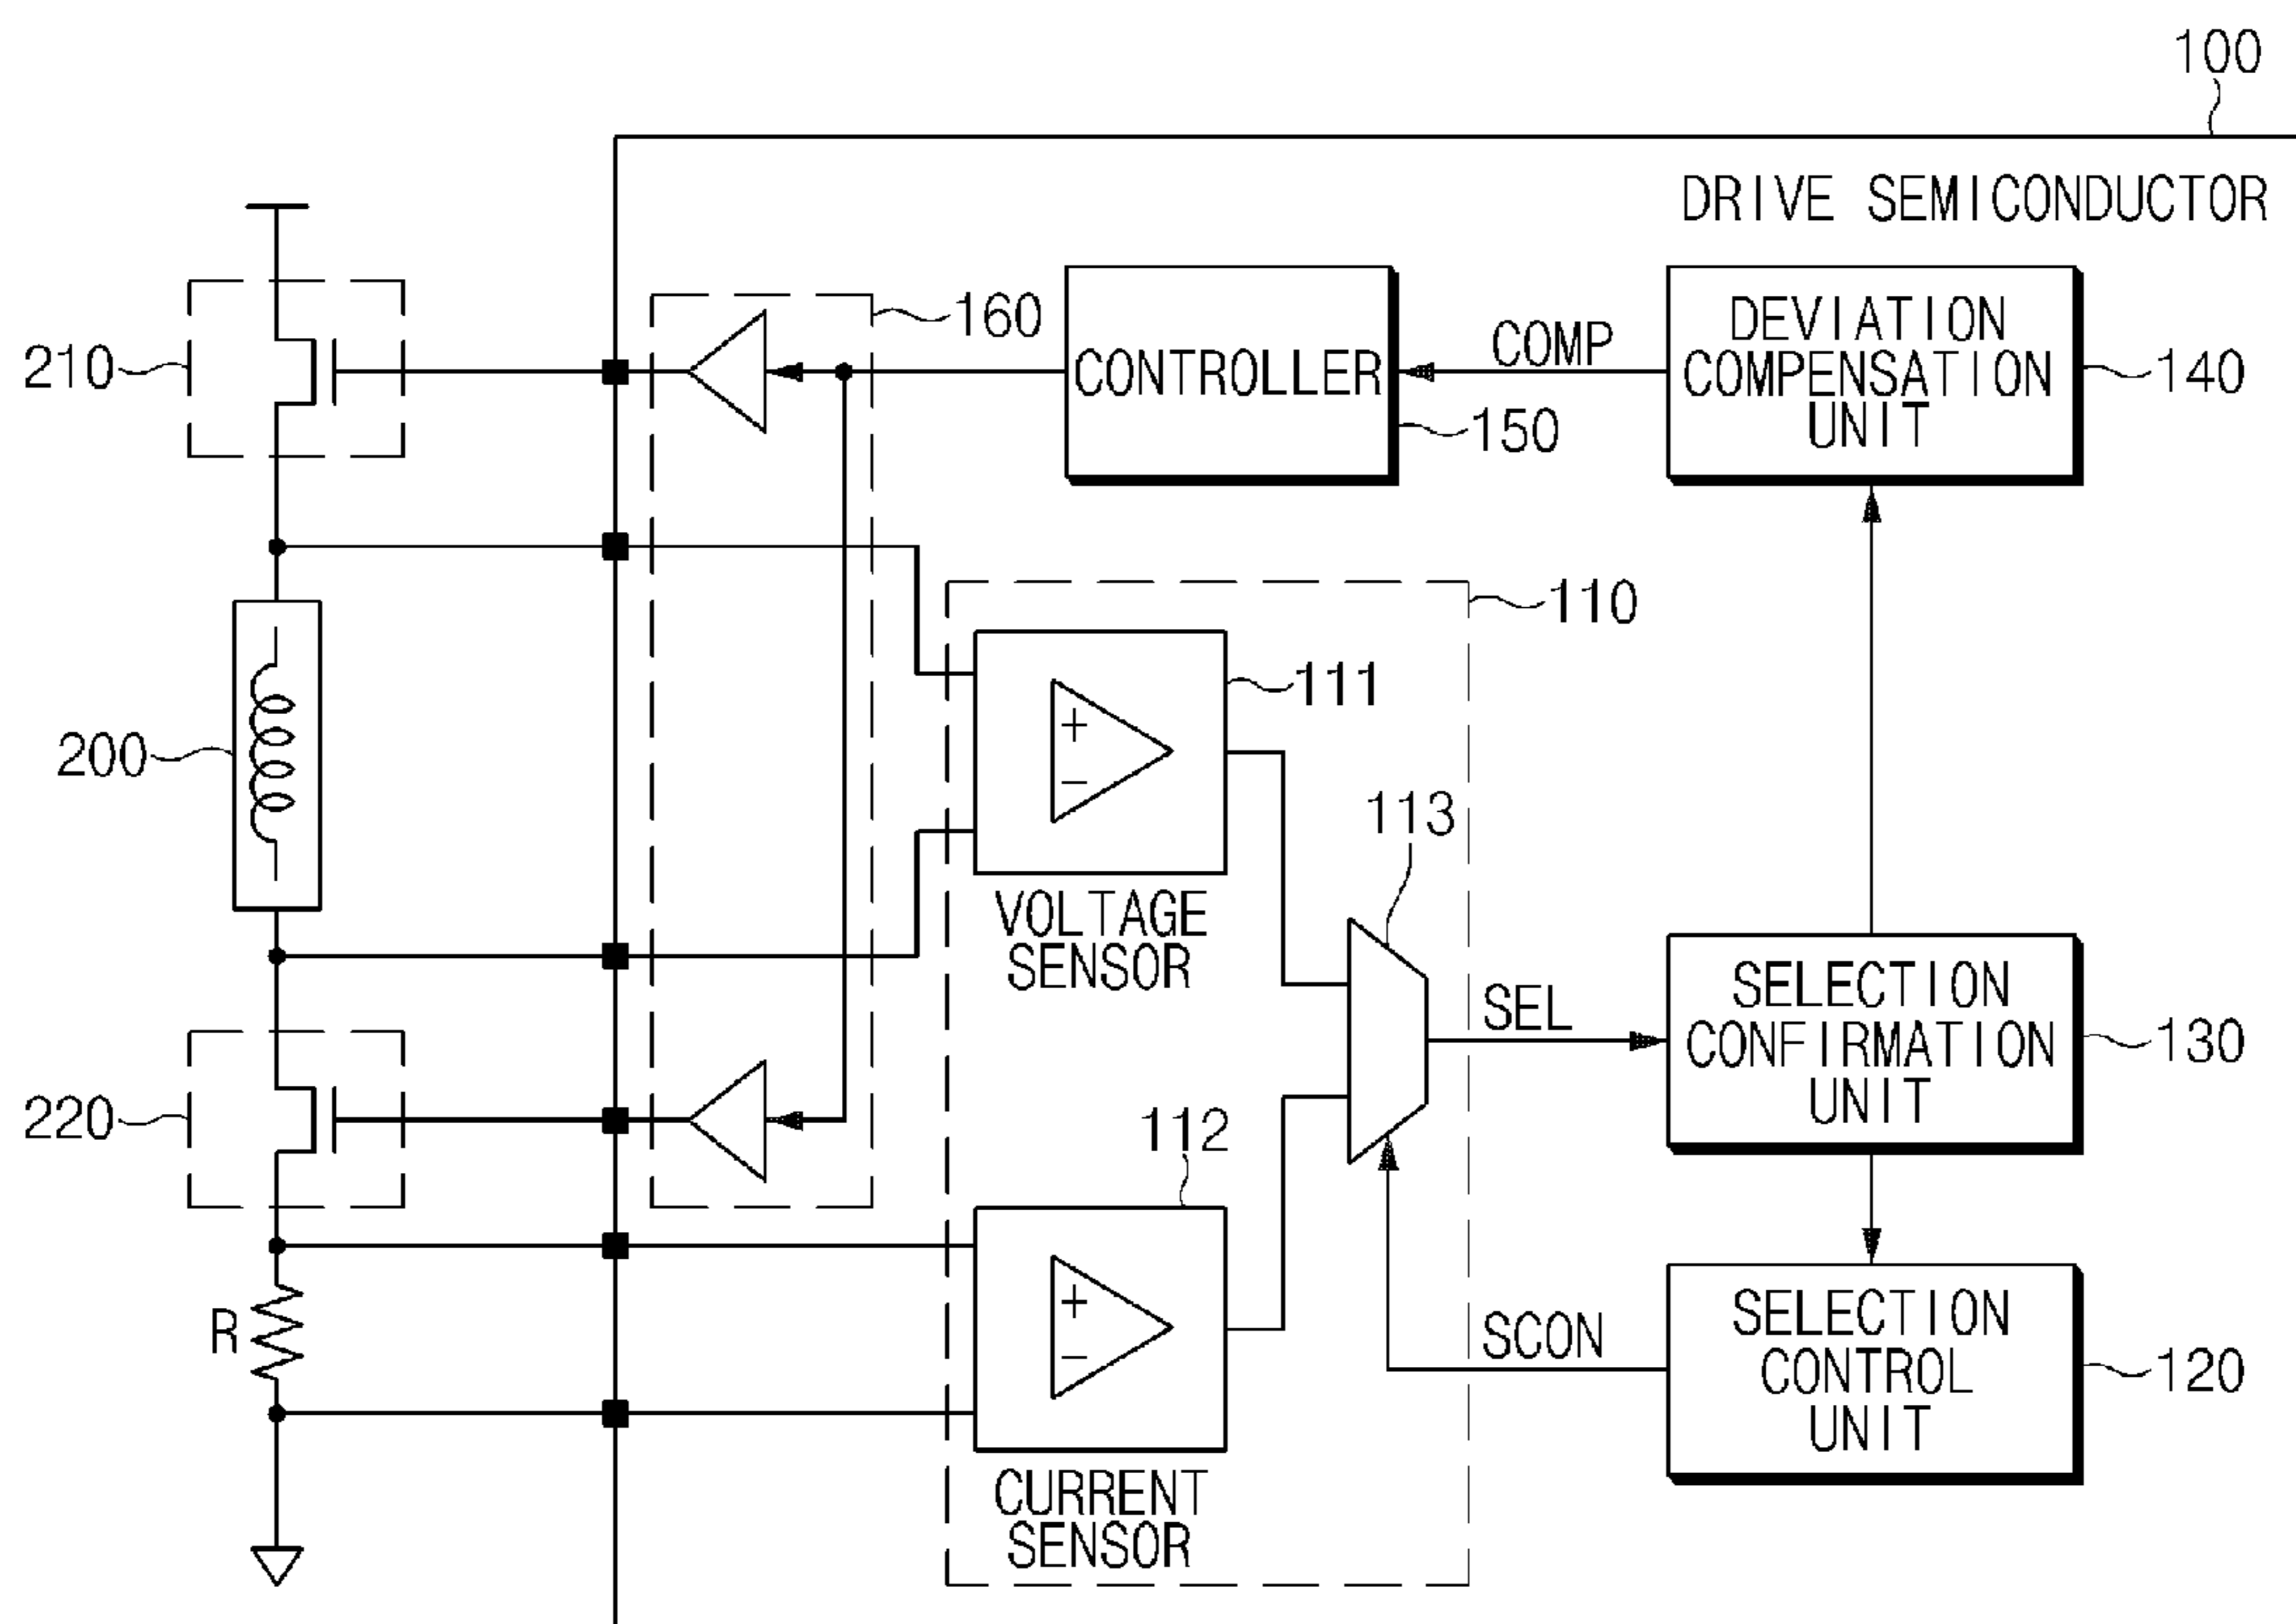 100
DRIVE SEMICONDUCTOR
210
160
CONTROLLER
150
COMP
DEVIATION
COMPENSATION
UNIT
140
110
200
+
−
111
VOLTAGE
SENSOR
113
SEL
SELECTION
CONFIRMATION
UNIT
130
220
112
+
−
CURRENT
SENSOR
R
SCON
SELECTION
CONTROL
UNIT
120